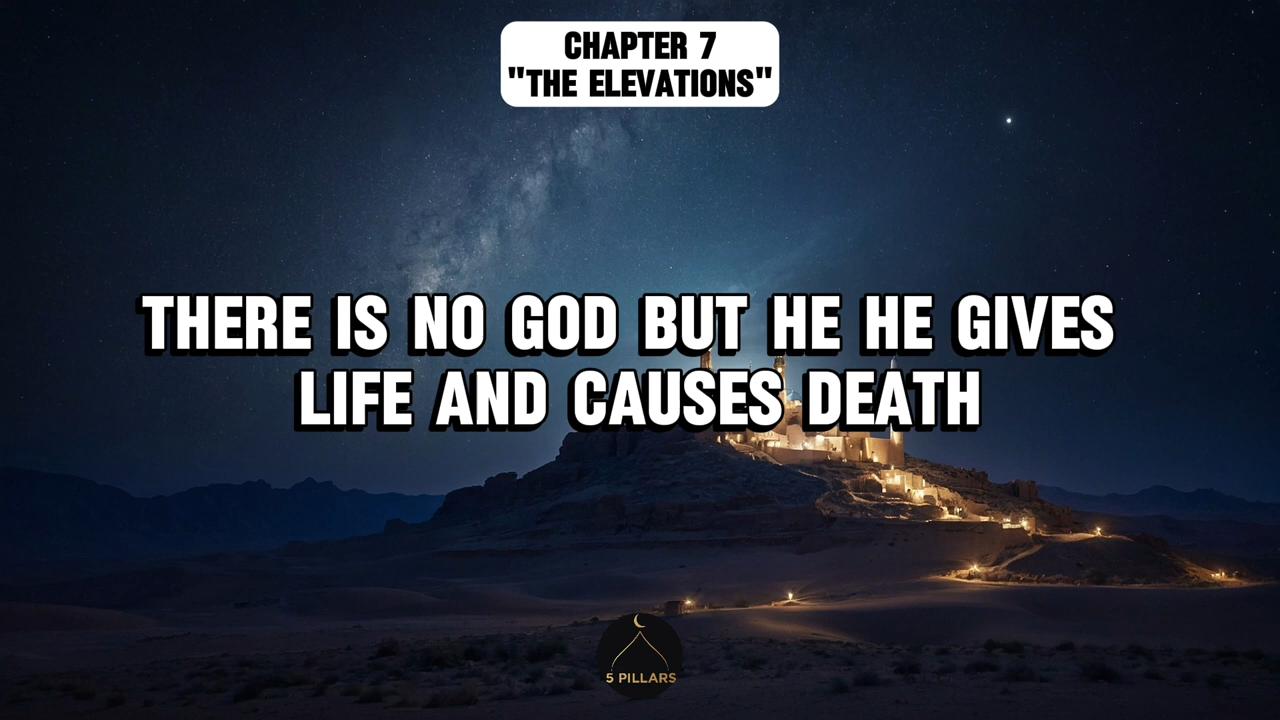 CHAPTER 7
"THE ELEVATIONS"
THERE IS NO GOD BUT HE HE GIVES
LIFE AND CAUSES DEATH
5 PILLARS